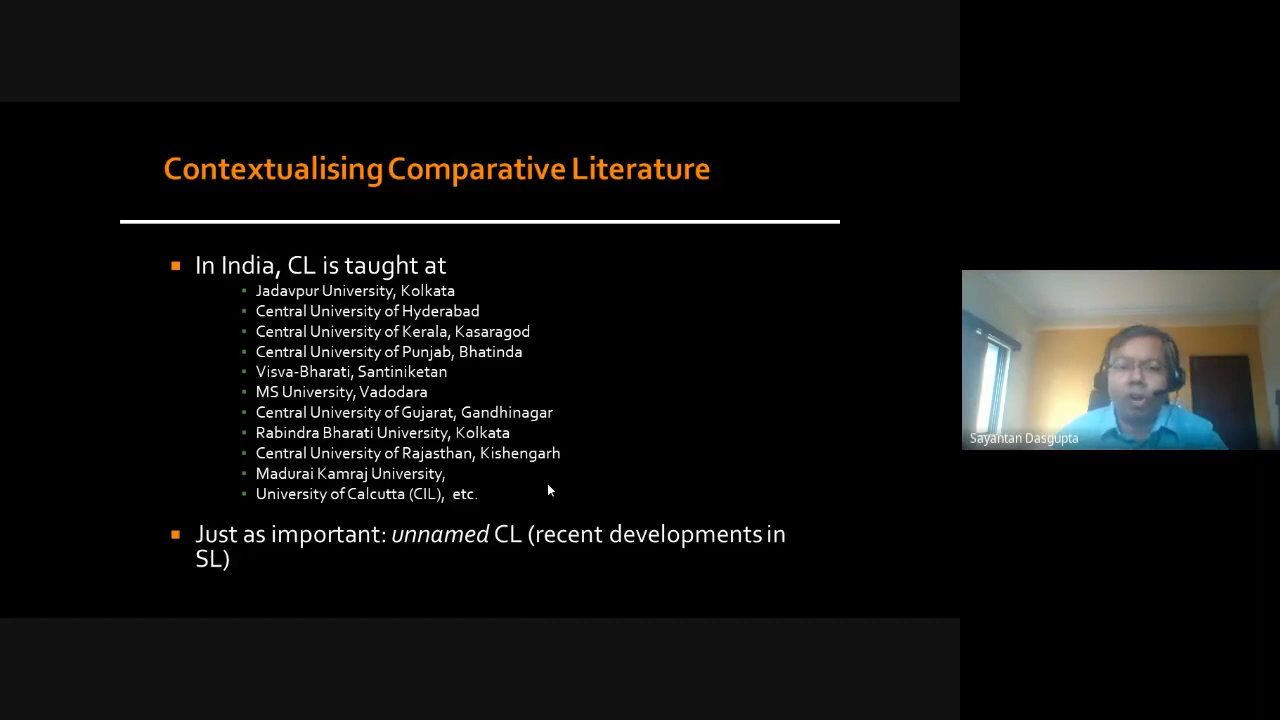 Contextualising Comparative Literature
In India, CL is taught at
Jadavpur University, Kolkata
Central University of Hyderabad
Central University of Kerala, Kasaragod
Central University of Punjab, Bhatinda
Visva-Bharati, Santiniketan
MS University, Vadodara
Central University of Gujarat, Gandhinagar
Rabindra Bharati University, Kolkata
Central University of Rajasthan, Kishengarh
Madurai Kamraj University,
University of Calcutta (CIL), etc.
Just as important: unnamed CL (recent developments in
SL)
Sayantan Dasgupta